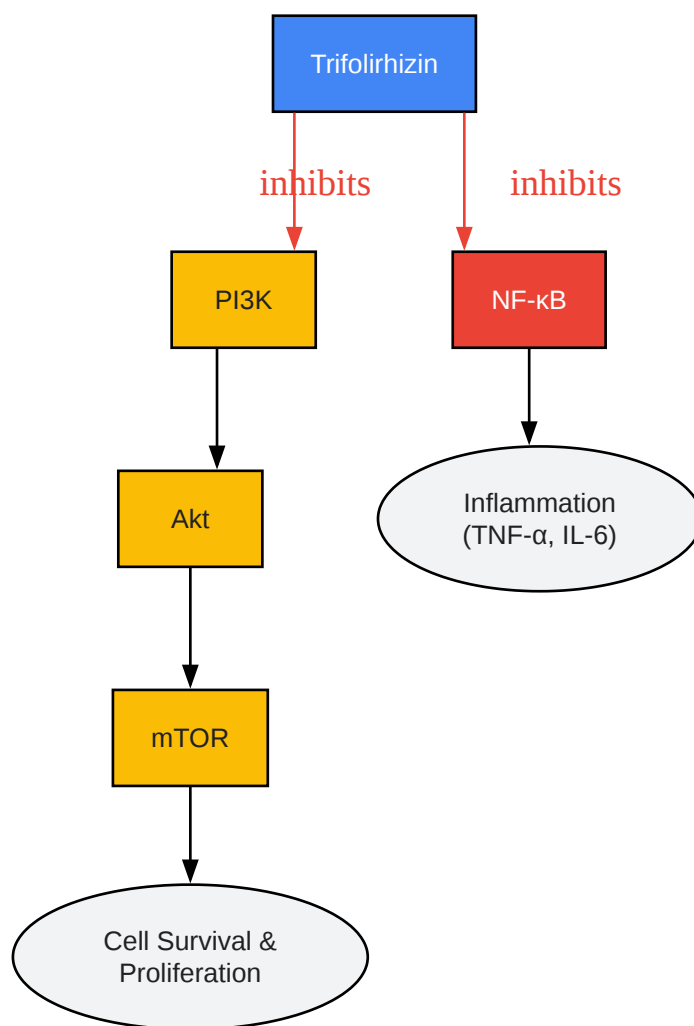 Trifolirhizin
inhibits
inhibits
PI3K
NF-κB
Inflammation
(TNF-α, IL-6)
Akt
mTOR
Cell Survival &
Proliferation